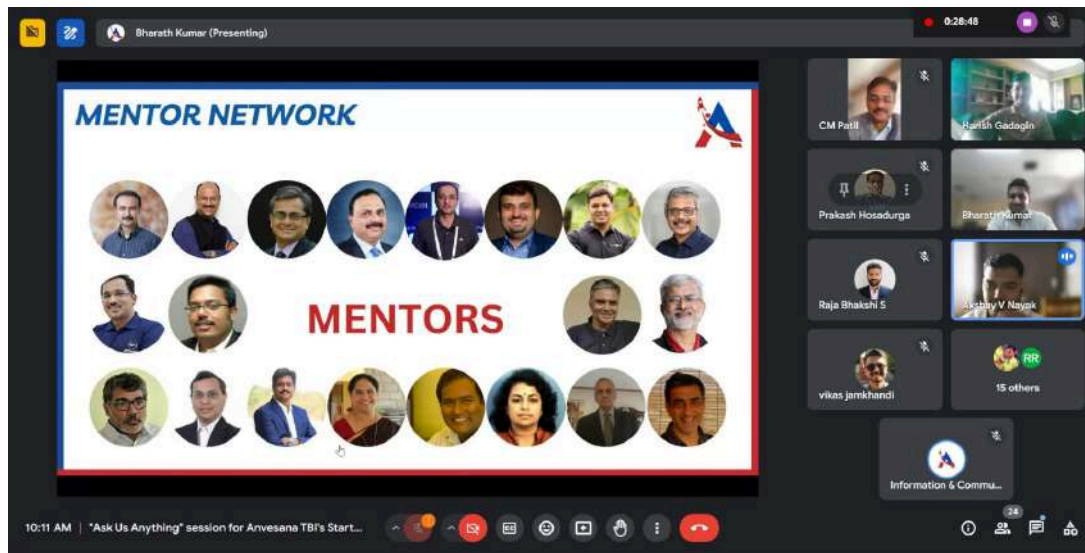 Bharath Kumar (Presenting)
0:28:48
MENTOR NETWORK
MENTORS
CM Patil
Harish Gadagin
Prakash Hosadurga
Bharath Kumar
Raja Bhakshi S
Akshay V Nayak
vikas jamkhandi
RR
15 others
Information & Commu...
10:11 AM | "Ask Us Anything" session for Anvesana TBI's Start...
24